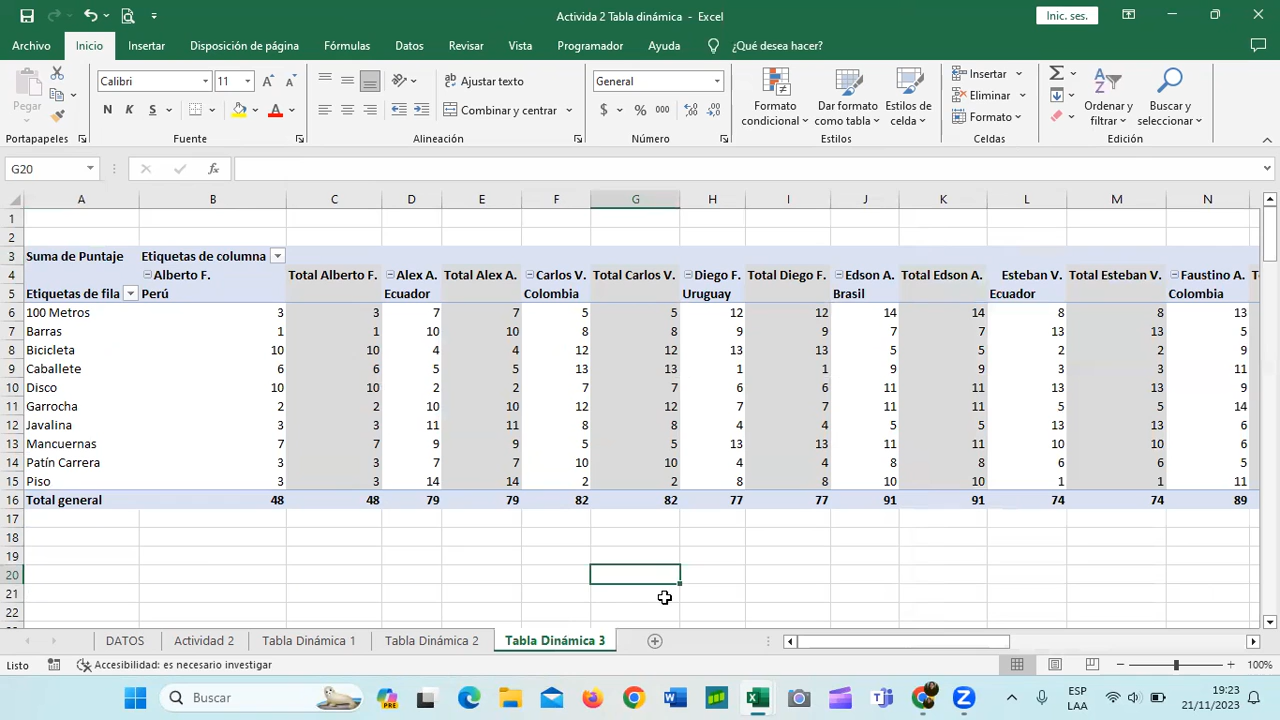 Activida 2 Tabla dinámica - Excel
Inic. ses.
Archivo Inicio Insertar Disposición de página Fórmulas Datos Revisar Vista Programador Ayuda ¿Qué desea hacer?
Pegar
Calibri 11
N K S
Ajustar texto
Combinar y centrar
General
$ % 000
Formato condicional
Dar formato como tabla
Estilos de celda
Insertar
Eliminar
Formato
Ordenar y filtrar
Buscar y seleccionar
Portapapeles Fuente Alineación Número Estilos Celdas Edición
G20 fx
A B C D E F G H I J K L M N
1
2
3 Suma de Puntaje Etiquetas de columna
4 Alberto F. Total Alberto F. Alex A. Total Alex A. Carlos V. Total Carlos V. Diego F. Total Diego F. Edson A. Total Edson A. Esteban V. Total Esteban V. Faustino A.
5 Etiquetas de fila Perú Ecuador Colombia Uruguay Brasil Ecuador Colombia
6 100 Metros 3 3 7 7 5 5 12 12 14 14 8 8 13
7 Barras 1 1 10 10 8 8 9 9 7 7 13 13 5
8 Bicicleta 10 10 4 4 12 12 13 13 5 5 2 2 9
9 Caballete 6 6 5 5 13 13 1 1 9 9 3 3 11
10 Disco 10 10 2 2 7 7 6 6 11 11 13 13 9
11 Garrocha 2 2 10 10 12 12 7 7 11 11 5 5 14
12 Javalina 3 3 11 11 8 8 4 4 5 5 13 13 6
13 Mancuernas 7 7 9 9 5 5 13 13 11 11 10 10 6
14 Patín Carrera 3 3 7 7 10 10 4 4 8 8 6 6 5
15 Piso 3 3 14 14 2 2 8 8 10 10 1 1 11
16 Total general 48 48 79 79 82 82 77 77 91 91 74 74 89
17
18
19
20
21
22
DATOS Actividad 2 Tabla Dinámica 1 Tabla Dinámica 2 Tabla Dinámica 3
Listo Accesibilidad: es necesario investigar 100%
Buscar
ESP
LAA
19:23
21/11/2023